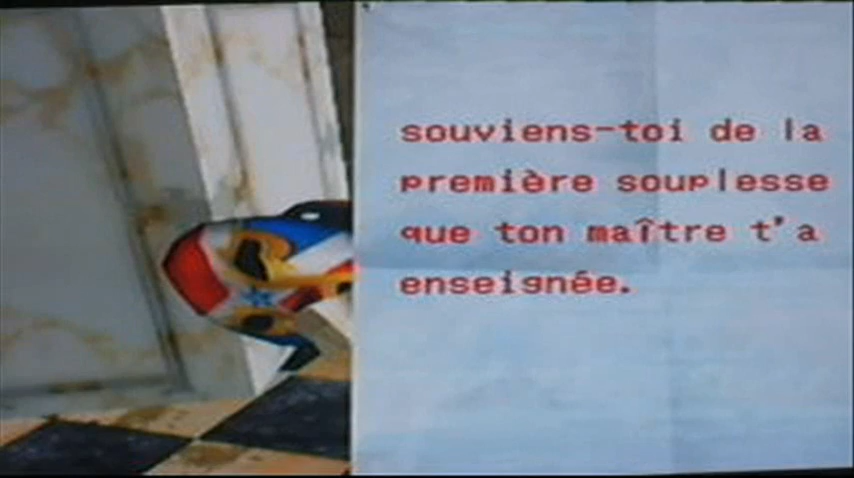 souviens-toi de la
première souplesse
que ton maître t'a
enseignée.